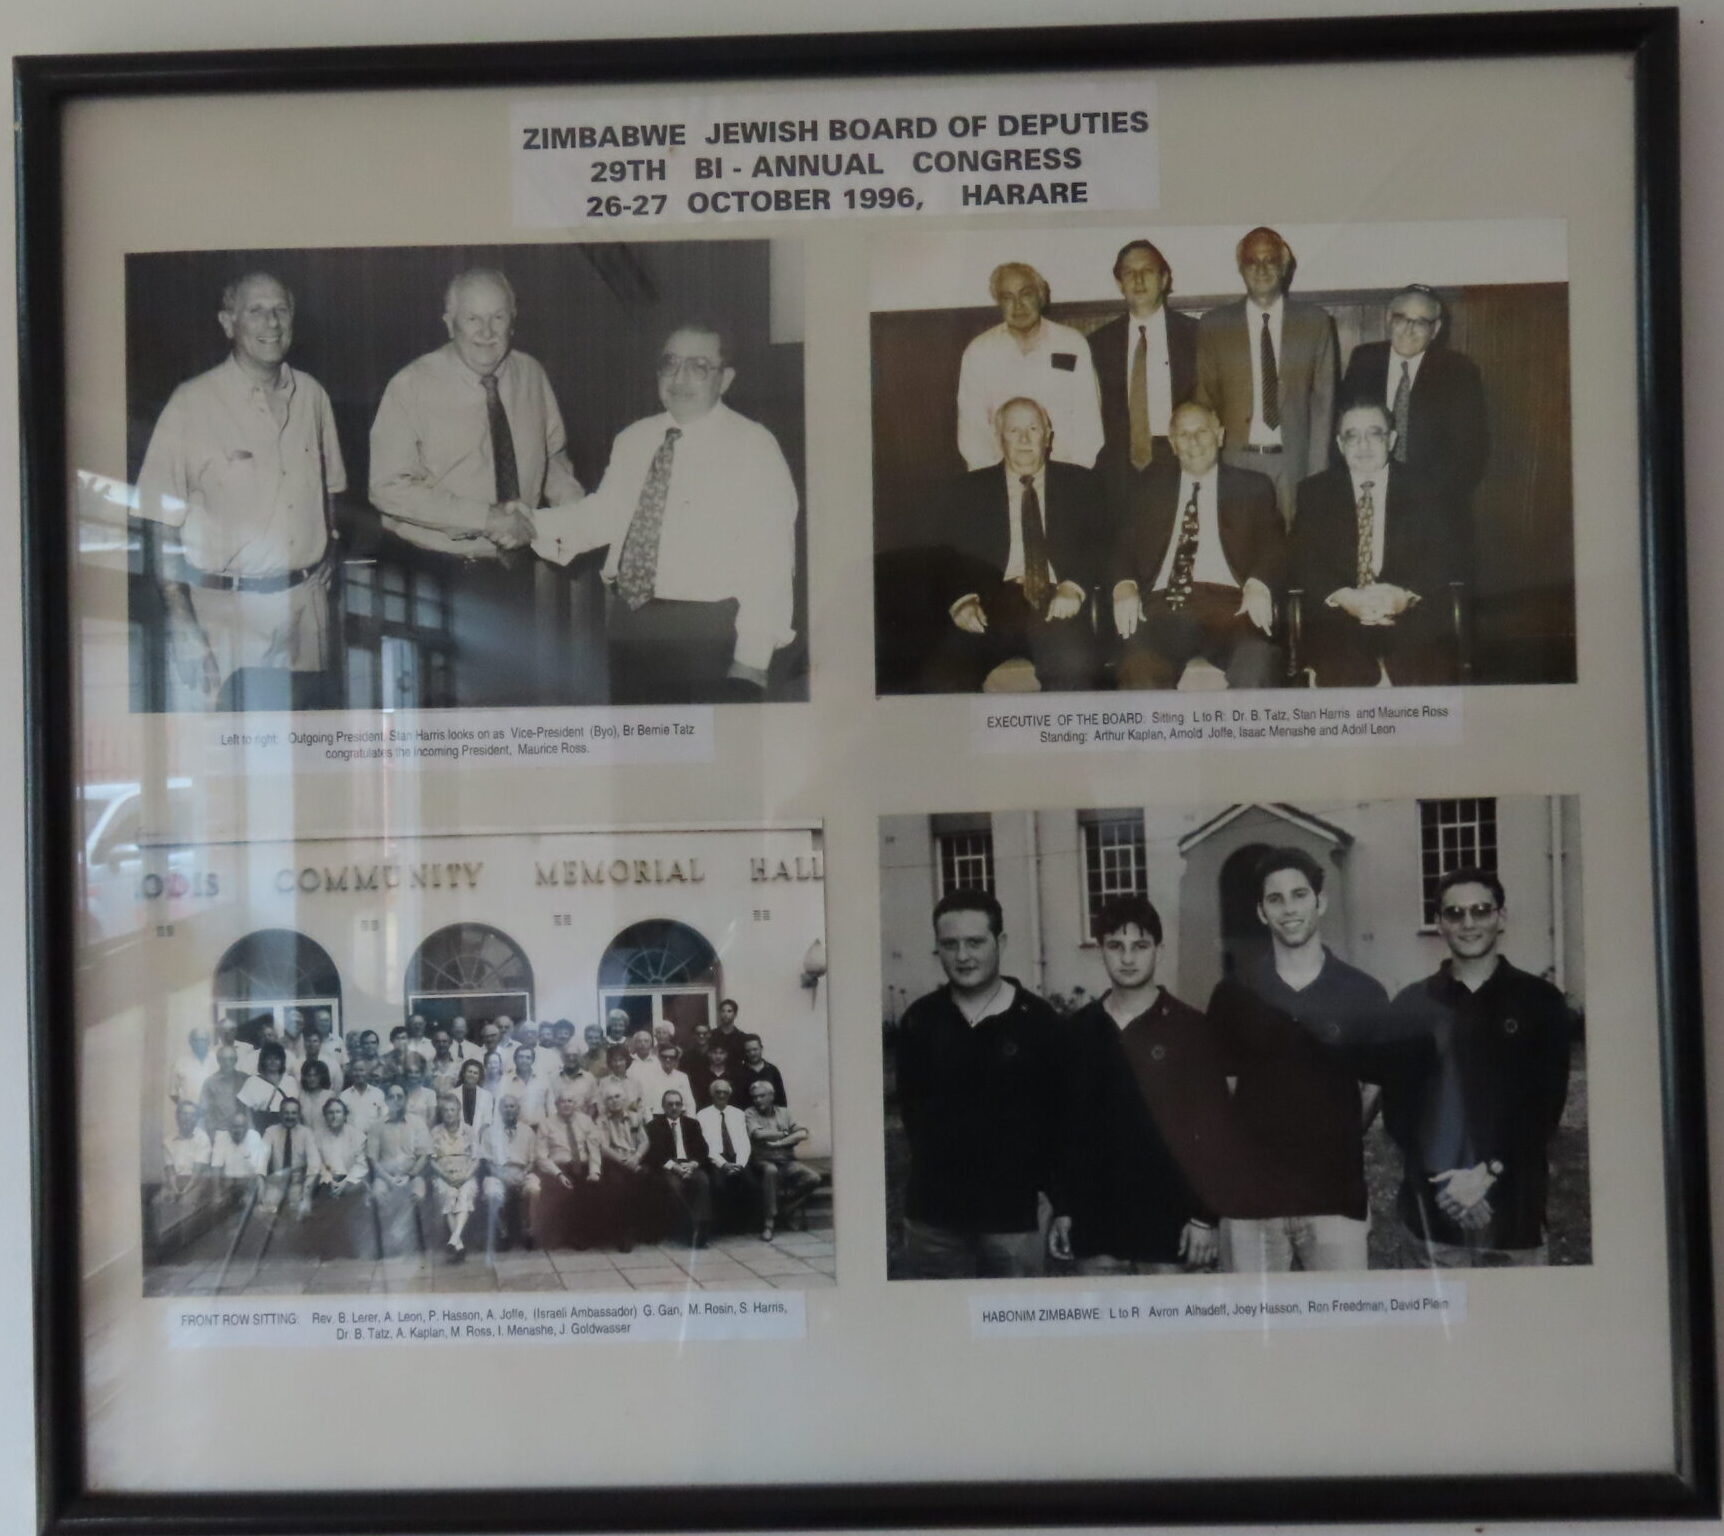 ZIMBABWE JEWISH BOARD OF DEPUTIES
29TH BI - ANNUAL CONGRESS
26-27 OCTOBER 1996, HARARE
Left to right: Outgoing President Stan Harris looks on as Vice-President (Byo), Br Bernie Tatz
congratulates the incoming President, Maurice Ross.
EXECUTIVE OF THE BOARD: Sitting L to R: Dr. B. Tatz, Stan Harris and Maurice Ross
Standing: Arthur Kaplan, Arnold Joffe, Isaac Menashe and Adolf Leon
COMMUNITY MEMORIAL HALL
FRONT ROW SITTING: Rev. B. Lerer, A. Leon, P. Hasson, A. Joffe, (Israeli Ambassador) G. Gan, M. Rosin, S. Harris,
Dr. B. Tatz, A. Kaplan, M. Ross, I. Menashe, J. Goldwasser
HABONIM ZIMBABWE: L to R Avron Alhadeff, Joey Hasson, Ron Freedman, David Plein